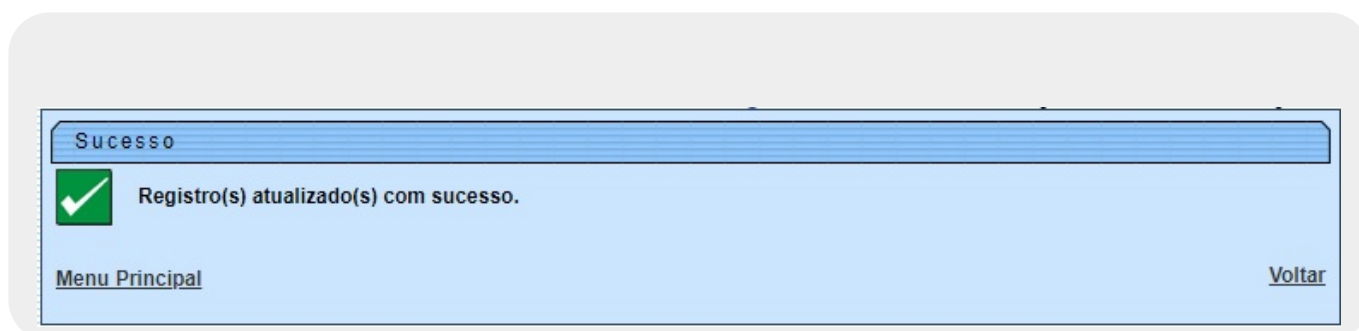 Sucesso
Registro(s) atualizado(s) com sucesso.
Menu Principal
Voltar